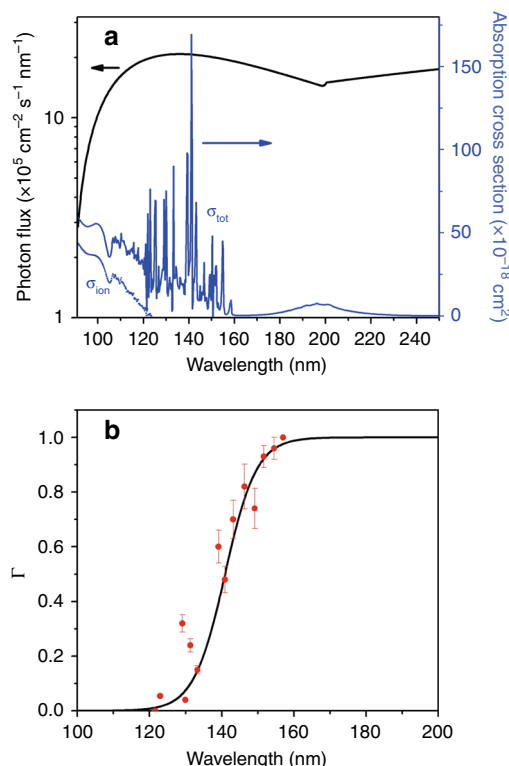 a
Photon flux (×10⁵ cm⁻² s⁻¹ nm⁻¹)
10
1
σtot
σion
150
100
50
0
Absorption cross section (×10⁻¹⁸ cm²)
100 120 140 160 180 200 220 240
Wavelength (nm)
b
Γ
1.0
0.8
0.6
0.4
0.2
0.0
100 120 140 160 180 200
Wavelength (nm)